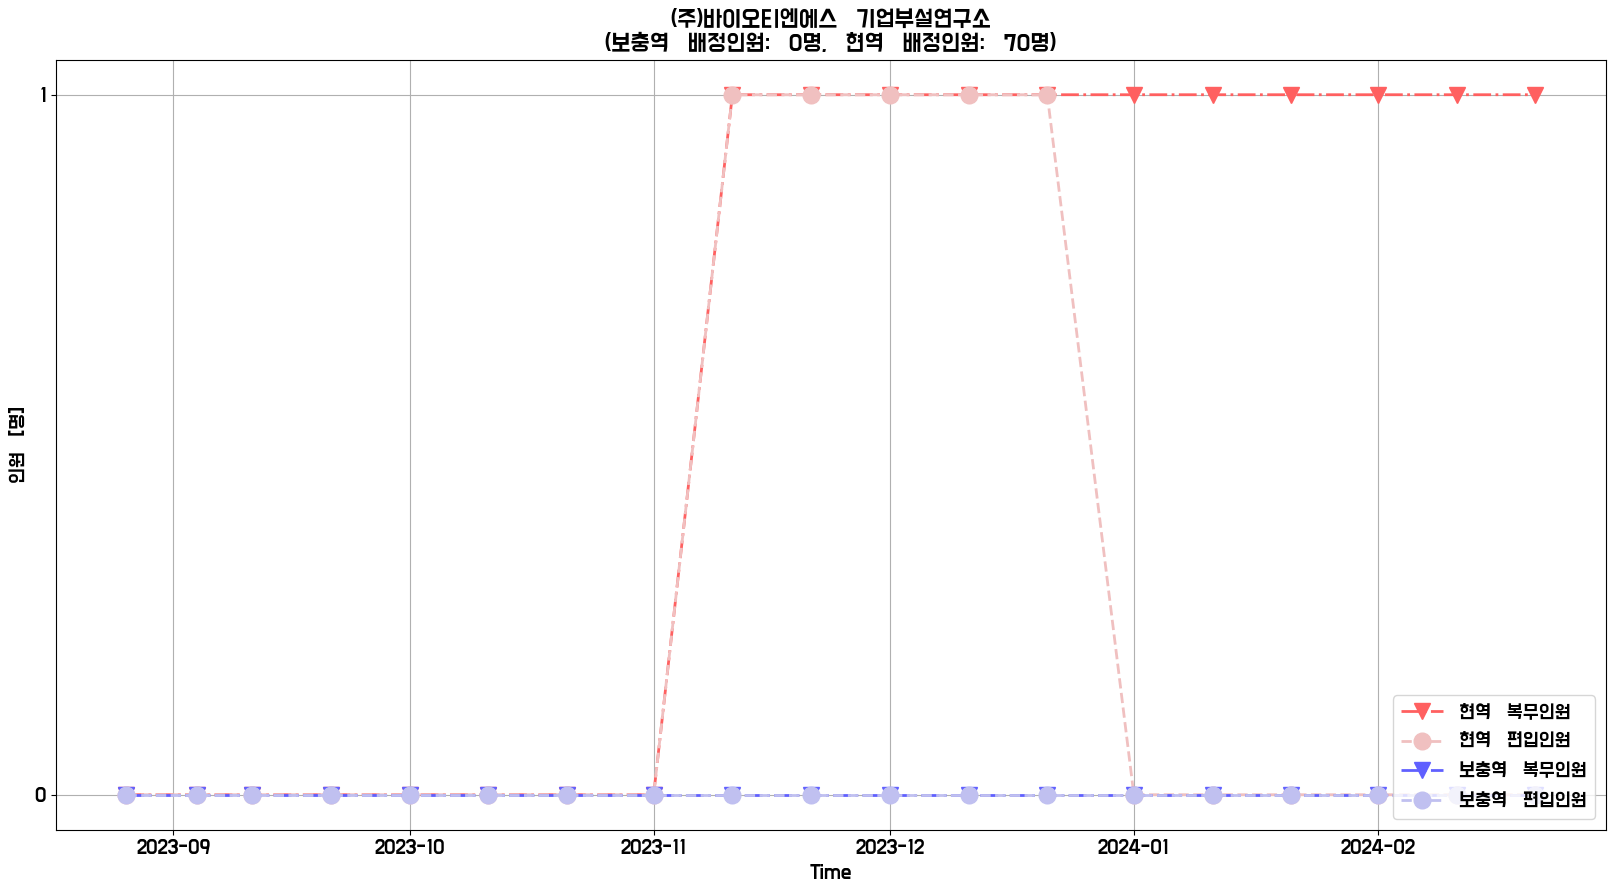 (주)바이오티엔에스 기업부설연구소
(보충역 배정인원: 0명, 현역 배정인원: 70명)
1
0
인원 [명]
2023-09
2023-10
2023-11
2023-12
2024-01
2024-02
Time
현역 복무인원
현역 편입인원
보충역 복무인원
보충역 편입인원